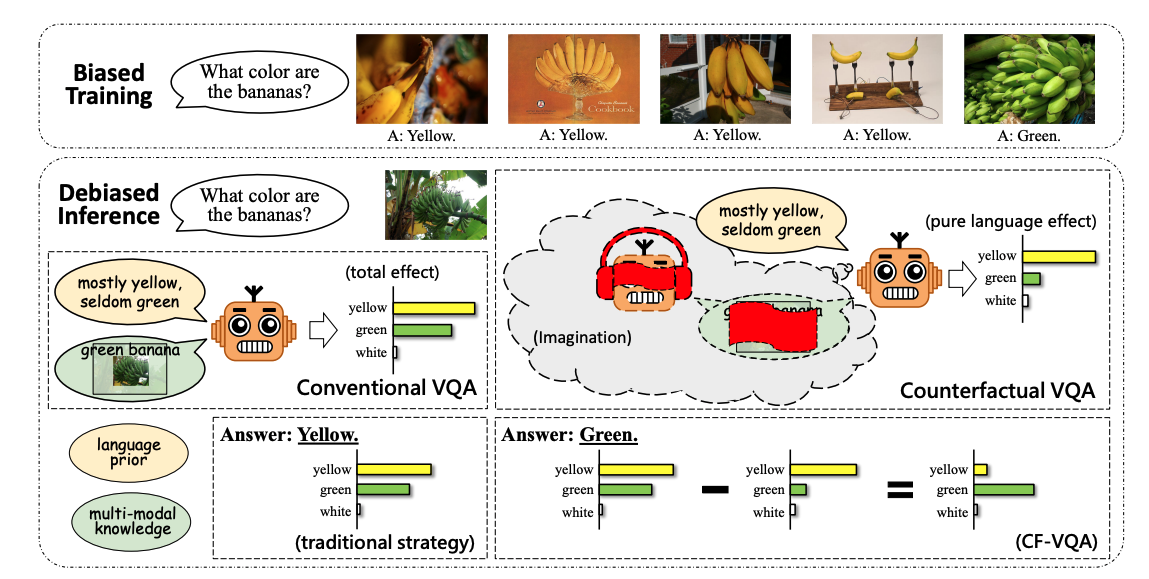 Biased
Training
What color are
the bananas?
Cookbook
A: Yellow.
A: Yellow.
A: Yellow.
A: Yellow.
A: Green.
Debiased
Inference
What color are
the bananas?
mostly yellow,
seldom green
green banana
(total effect)
yellow
green
white
Conventional VQA
(Imagination)
mostly yellow,
seldom green
(pure language effect)
yellow
green
white
Counterfactual VQA
language
prior
multi-modal
knowledge
Answer: Yellow.
yellow
green
white
(traditional strategy)
Answer: Green.
yellow
green
white
yellow
green
white
yellow
green
white
(CF-VQA)